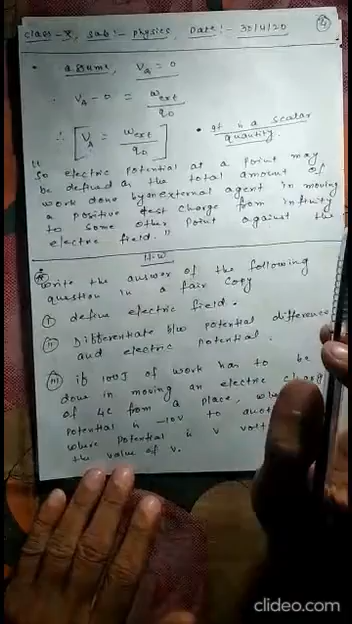 Class-X, Sub:- Physics, Date:- 30/4/20
• assume, VB = 0
∴ VA - 0 = Wext / q0
∴ [VA = Wext / q0] • It is a scalar quantity.
"So electric potential at a point may
be defined as the total amount of
work done by an external agent in moving
a positive test charge from infinity
to some other point against the
electric field."
H.W
Write the answer of the following
question in a fair copy
(I) define electric field.
(II) Differentiate b/w potential difference
and electric potential.
(III) if 100J of work has to be
done in moving an electric charg
of 4C from a place, whe
potential is -10V to
where potential is V volt
the value of V.
clideo.com